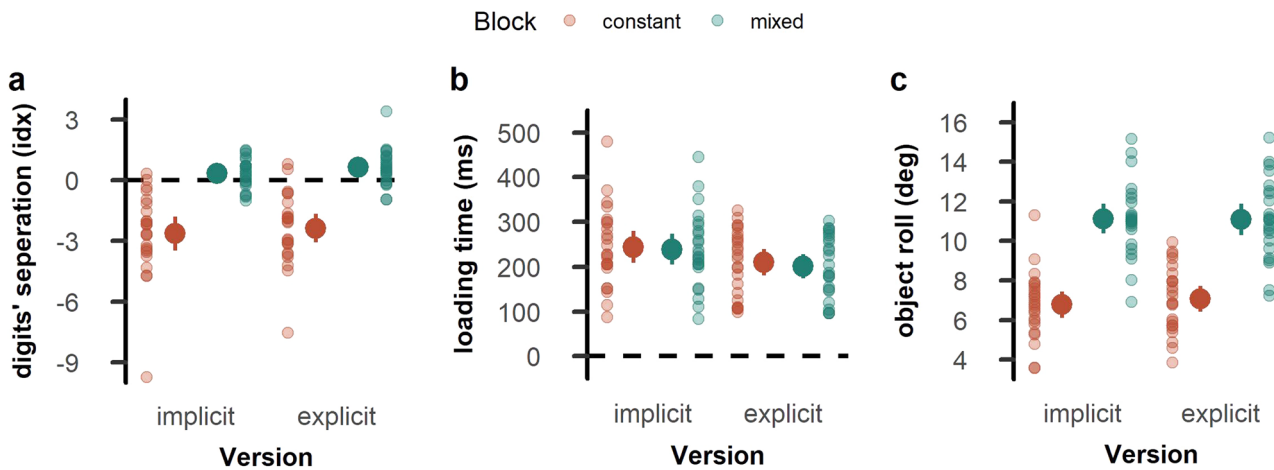 Block constant mixed
a
digits' seperation (idx)
3
0
-3
-6
-9
implicit explicit
Version
b
loading time (ms)
500
400
300
200
100
0
implicit explicit
Version
c
object roll (deg)
16
14
12
10
8
6
4
implicit explicit
Version